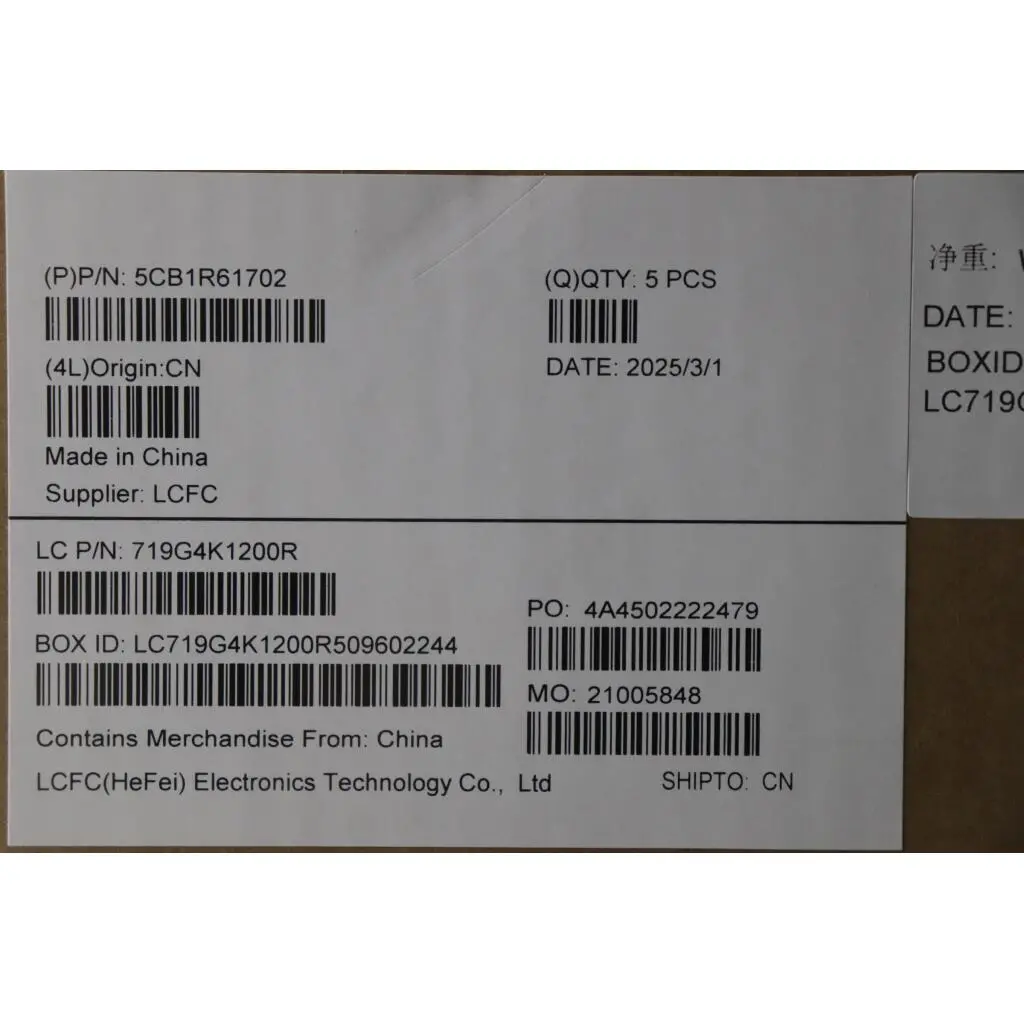 (P)P/N: 5CB1R61702
(Q)QTY: 5 PCS
(4L)Origin:CN
DATE: 2025/3/1
Made in China
Supplier: LCFC
LC P/N: 719G4K1200R
PO: 4A4502222479
BOX ID: LC719G4K1200R509602244
MO: 21005848
Contains Merchandise From: China
LCFC(HeFei) Electronics Technology Co., Ltd
SHIPTO: CN
净重:
DATE:
BOXID
LC719